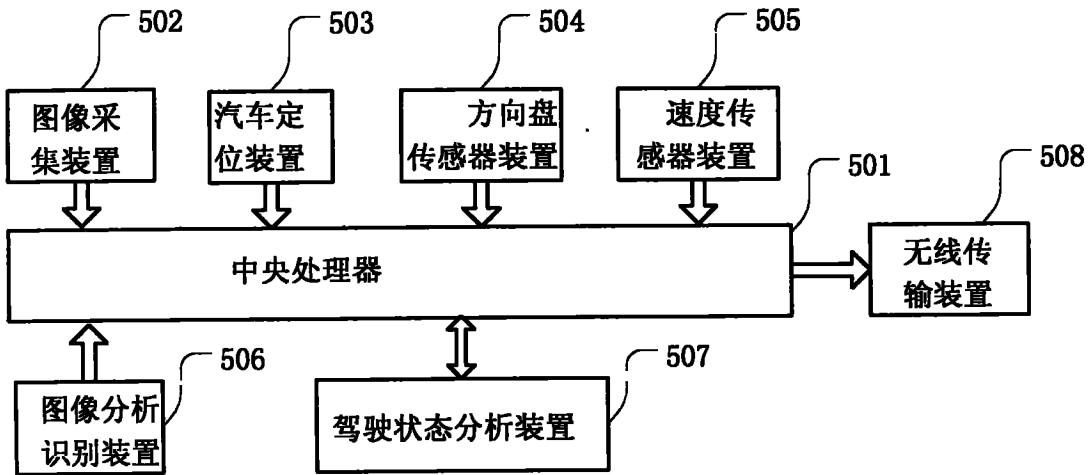 502
503
504
505
图像采
集装置
汽车定
位装置
方向盘
传感器装置
速度传
感器装置
501
508
中央处理器
无线传
输装置
506
507
图像分析
识别装置
驾驶状态分析装置